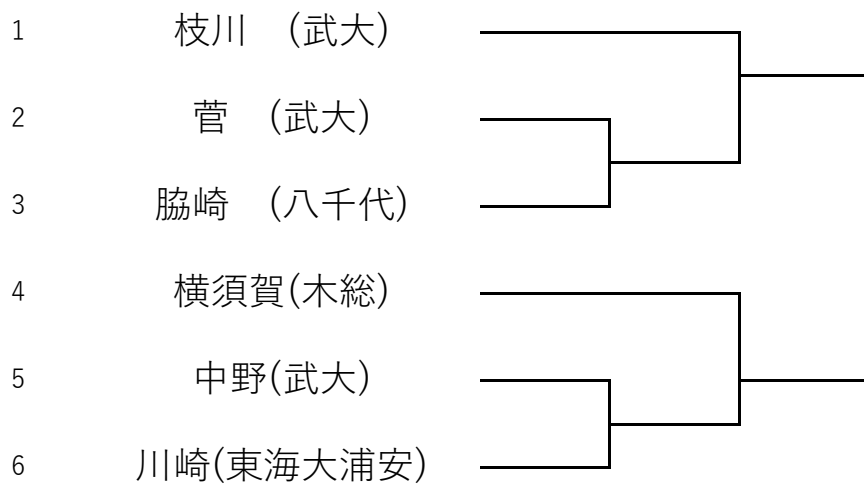 1 枝川　(武大)
2 菅　(武大)
3 脇崎　(八千代)
4 横須賀(木総)
5 中野(武大)
6 川崎(東海大浦安)